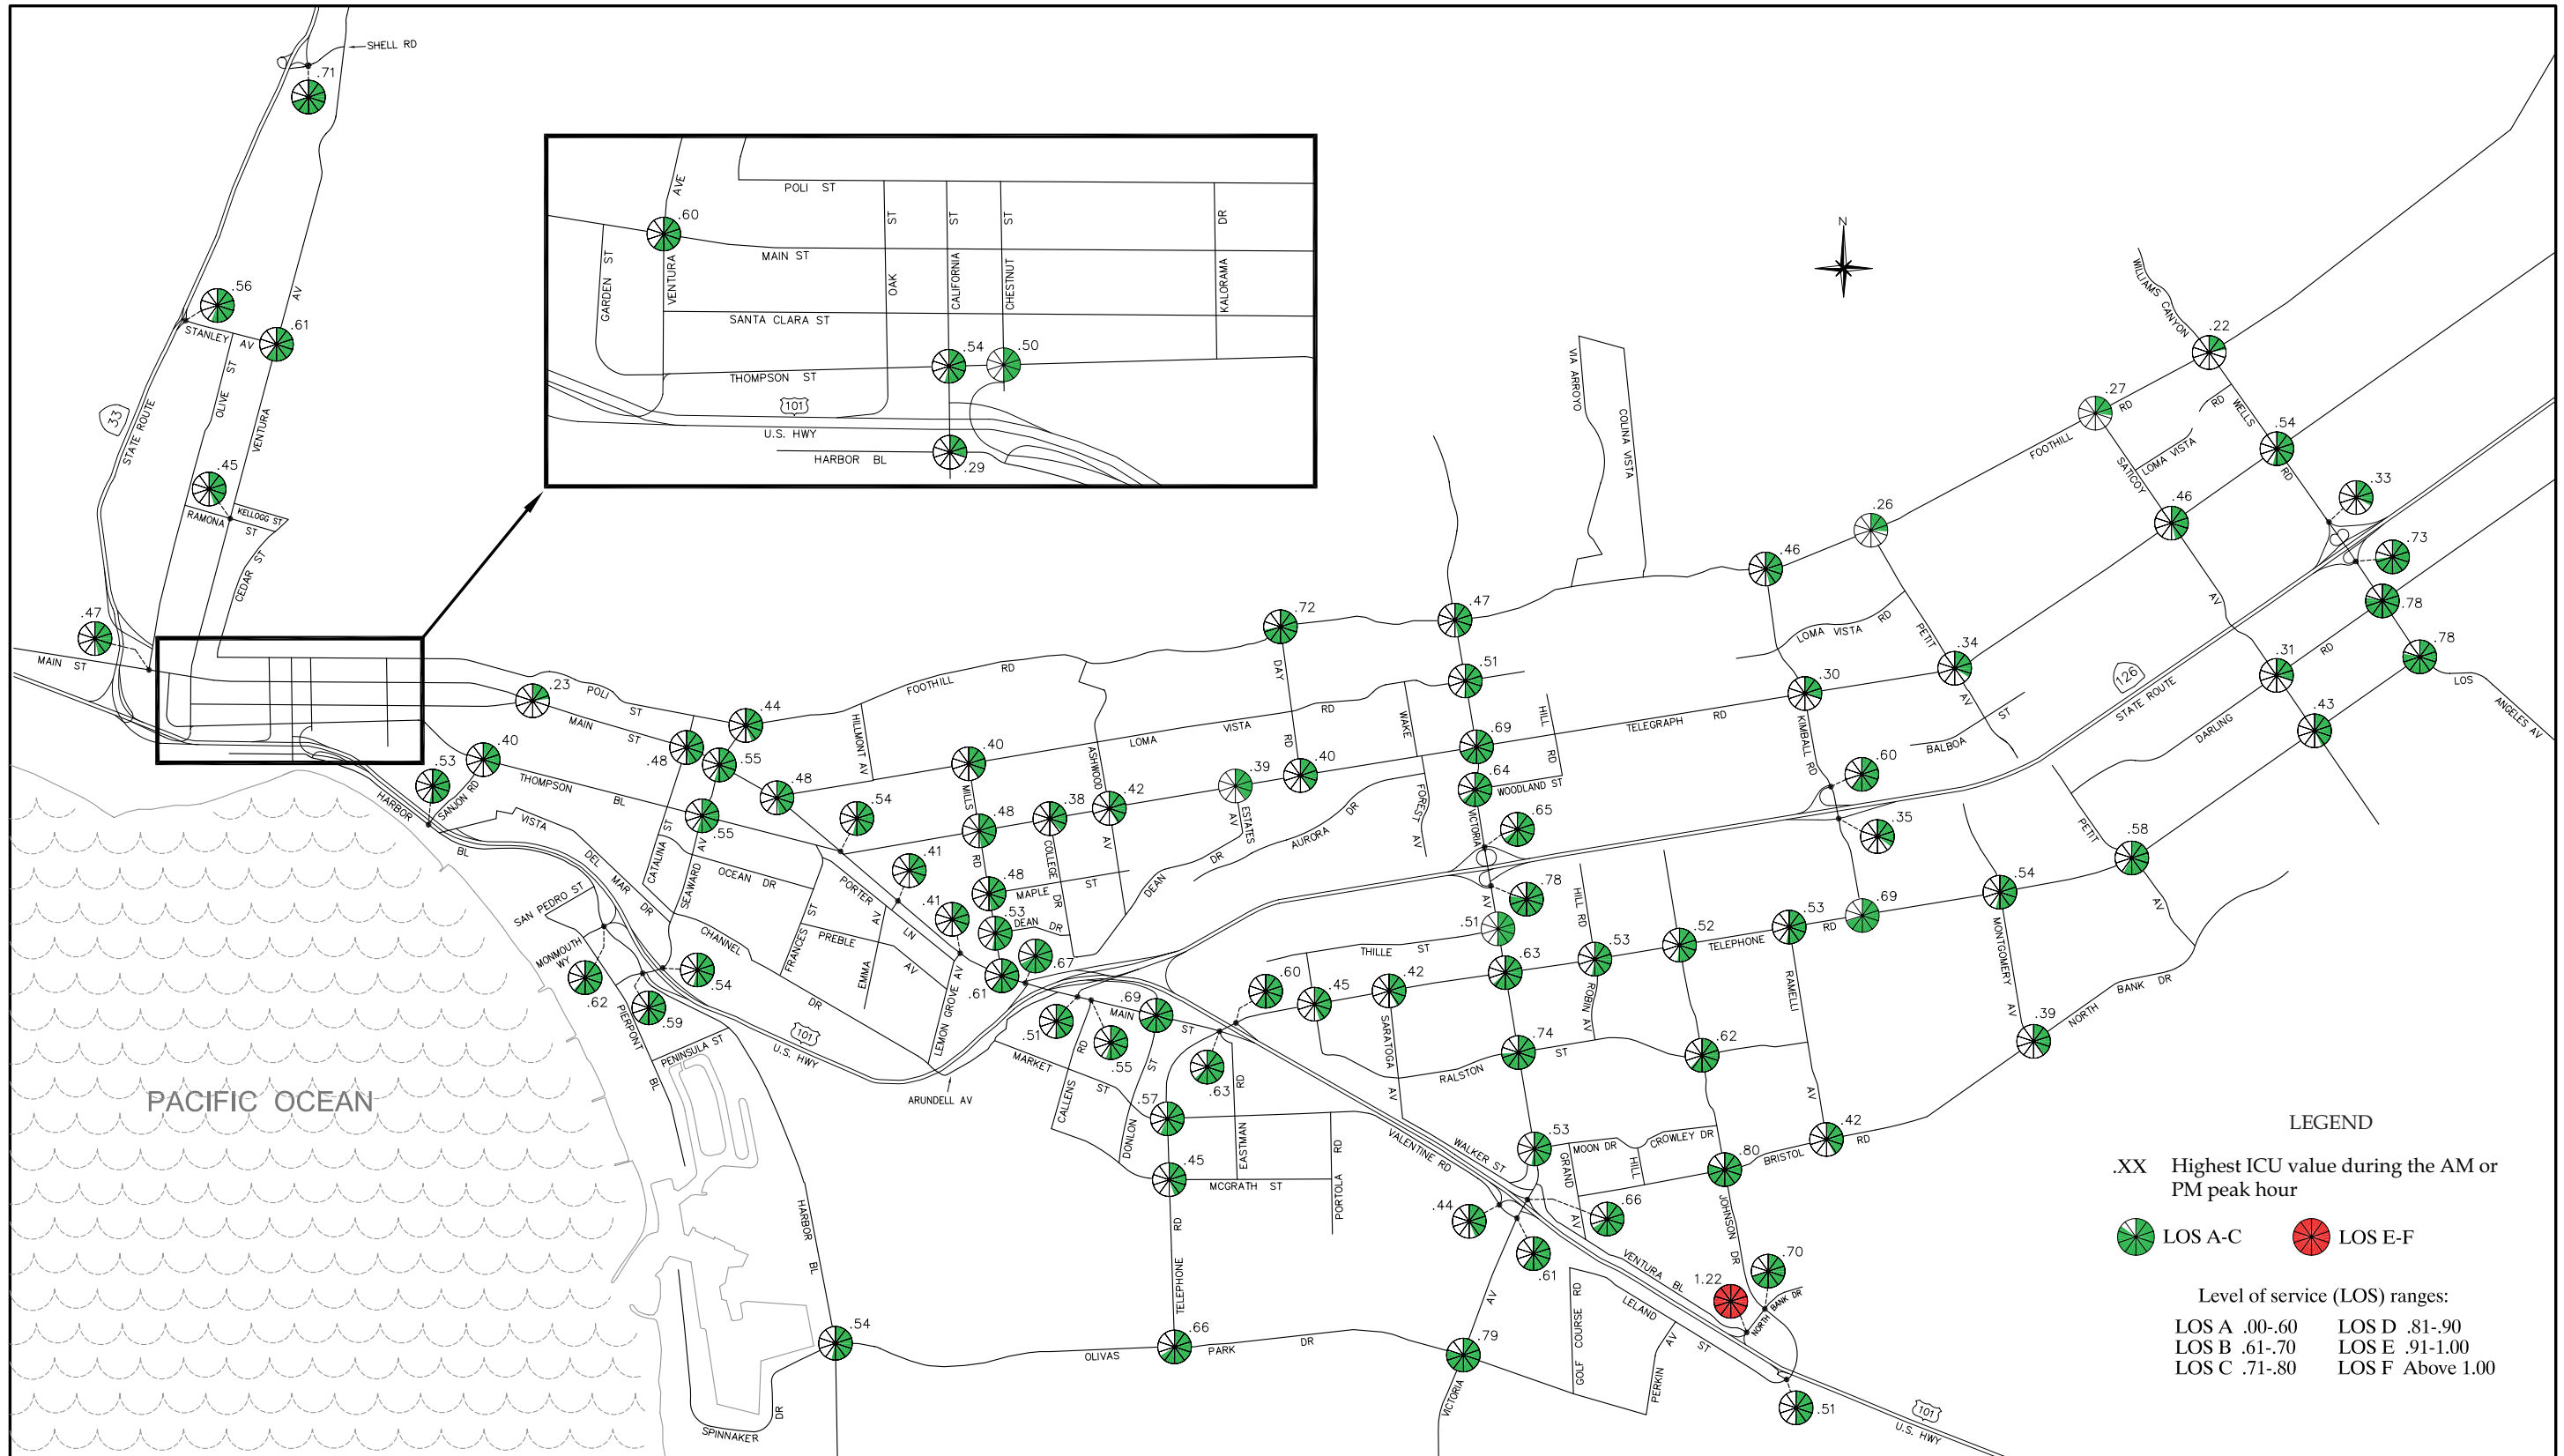 SHELL RD
.71
.56
STANLEY AV
.61
AV
OLIVE ST
VENTURA
33
STATE ROUTE
.45
RAMONA ST
KELLOGG ST
CEDAR ST
.47
MAIN ST
AVE
POLI ST
.60
GARDEN ST
VENTURA
MAIN ST
OAK ST
CALIFORNIA ST
CHESTNUT ST
KALORAMA DR
SANTA CLARA ST
.54
.50
THOMPSON ST
101
U.S. HWY
HARBOR BL
.29
N
WILLIAMS CANYON
.22
.27
RD
RD
WELLS
RD
FOOTHILL
SATICOY
AV
LOMA VISTA
.54
.33
.46
.73
.78
.78
.31
RD
.43
LOS
ANGELES AV
126
STATE ROUTE
DARLING
VIA ARROYO
COLINA VISTA
.26
.46
LOMA VISTA RD
PETIT
AV
.34
.30
KIMBALL RD
BALBOA ST
.60
.35
.72
.47
.51
DAY
RD
FOOTHILL RD
.23
POLI ST
MAIN ST
.44
.48
.55
.48
HILLMONT AV
.40
LOMA VISTA RD
WAKE
FOREST AV
HILL RD
.69
TELEGRAPH RD
.64
WOODLAND ST
.40
.39
ESTATES AV
AURORA DR
VICTORIA
AV
.65
.78
.51
.40
.53
SANJON RD
THOMPSON BL
HARBOR BL
VISTA DEL MAR DR
CATALINA ST
.55
SEAWARD AV
OCEAN DR
.54
MILLS RD
.48
.38
COLLEGE DR
ASHWOOD AV
.42
.41
PORTER LN
.41
.48
MAPLE ST
.53
DEAN DR
DEAN DR
.67
.61
SAN PEDRO ST
MONMOUTH WY
.62
PIERPONT BL
.59
.54
CHANNEL DR
FRANCES ST
PREBLE AV
EMMA AV
LEMON GROVE AV
PENINSULA ST
101
U.S. HWY
ARUNDELL AV
MARKET ST
.51
.55
.69
MAIN ST
CALLENS RD
DONLON ST
.60
.63
EASTMAN RD
.57
.45
MCGRATH ST
PORTOLA RD
THILLE ST
.45
.42
SARATOGA AV
.63
.53
.52
TELEPHONE RD
.53
.69
HILL RD
ROBIN AV
RAMELLI AV
.54
MONTGOMERY AV
.58
PETIT AV
.39
NORTH BANK DR
.74
RALSTON ST
.62
.53
MOON DR
HILL
CROWLEY DR
GRAND AV
.80
BRISTOL RD
.42
VALENTINE RD
WALKER ST
.44
.66
.61
VENTURA BL
JOHNSON DR
.70
1.22
NORTH BANK DR
LELAND ST
GOLF COURSE RD
PERKIN AV
.79
VICTORIA AV
.51
101
U.S. HWY
TELEPHONE RD
.66
OLIVAS PARK DR
.54
HARBOR BL
SPINNAKER DR
PACIFIC OCEAN
LEGEND
.XX Highest ICU value during the AM or
PM peak hour
LOS A-C LOS E-F
Level of service (LOS) ranges:
LOS A .00-.60 LOS D .81-.90
LOS B .61-.70 LOS E .91-1.00
LOS C .71-.80 LOS F Above 1.00